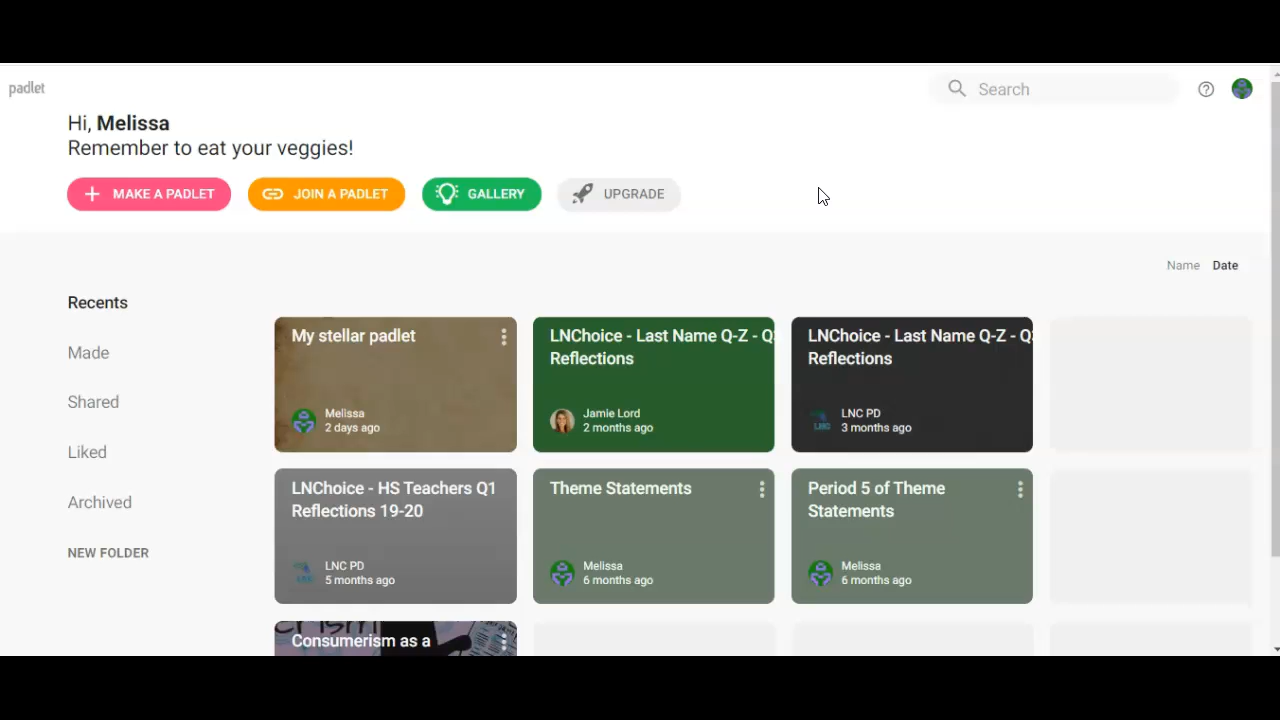 padlet
Search
Hi, Melissa
Remember to eat your veggies!
MAKE A PADLET
JOIN A PADLET
GALLERY
UPGRADE
Name Date
Recents
Made
Shared
Liked
Archived
NEW FOLDER
My stellar padlet
Melissa
2 days ago
LNChoice - Last Name Q-Z - Q
Reflections
Jamie Lord
2 months ago
LNChoice - Last Name Q-Z - Q
Reflections
LNC PD
3 months ago
LNChoice - HS Teachers Q1
Reflections 19-20
LNC PD
5 months ago
Theme Statements
Melissa
6 months ago
Period 5 of Theme
Statements
Melissa
6 months ago
Consumerism as a